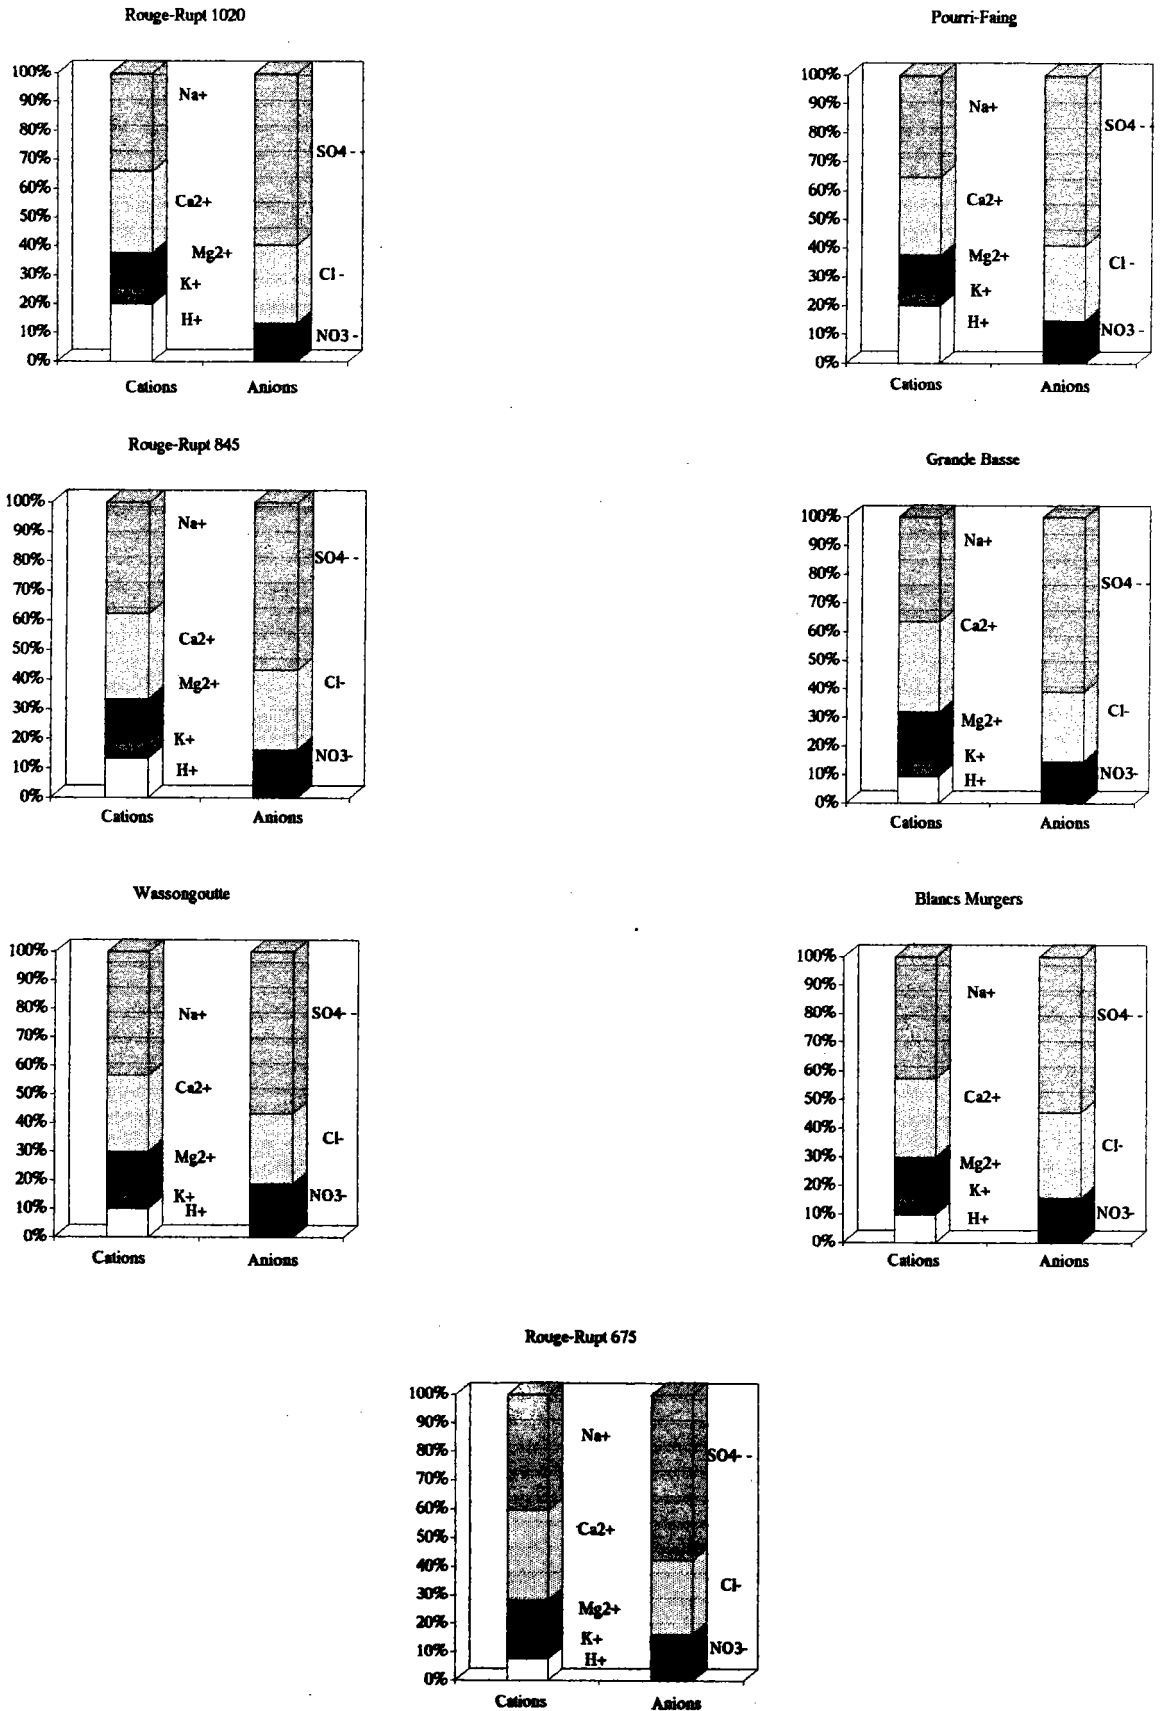 Rouge-Rupt 1020
100%
90%
80%
70%
60%
50%
40%
30%
20%
10%
0%
Na+
Ca2+
Mg2+
K+
H+
SO4 - -
Cl -
NO3 -
Cations
Anions
Pourri-Faing
100%
90%
80%
70%
60%
50%
40%
30%
20%
10%
0%
Na+
Ca2+
Mg2+
K+
H+
SO4 - -
Cl -
NO3 -
Cations
Anions
Rouge-Rupt 845
100%
90%
80%
70%
60%
50%
40%
30%
20%
10%
0%
Na+
Ca2+
Mg2+
K+
H+
SO4- -
Cl-
NO3-
Cations
Anions
Grande Basse
100%
90%
80%
70%
60%
50%
40%
30%
20%
10%
0%
Na+
Ca2+
Mg2+
K+
H+
SO4 - -
Cl-
NO3-
Cations
Anions
Wassongoutte
100%
90%
80%
70%
60%
50%
40%
30%
20%
10%
0%
Na+
Ca2+
Mg2+
K+
H+
SO4- -
Cl-
NO3-
Cations
Anions
Blancs Murgers
100%
90%
80%
70%
60%
50%
40%
30%
20%
10%
0%
Na+
Ca2+
Mg2+
K+
H+
SO4- -
Cl-
NO3-
Cations
Anions
Rouge-Rupt 675
100%
90%
80%
70%
60%
50%
40%
30%
20%
10%
0%
Na+
Ca2+
Mg2+
K+
H+
SO4- -
Cl-
NO3-
Cations
Anions